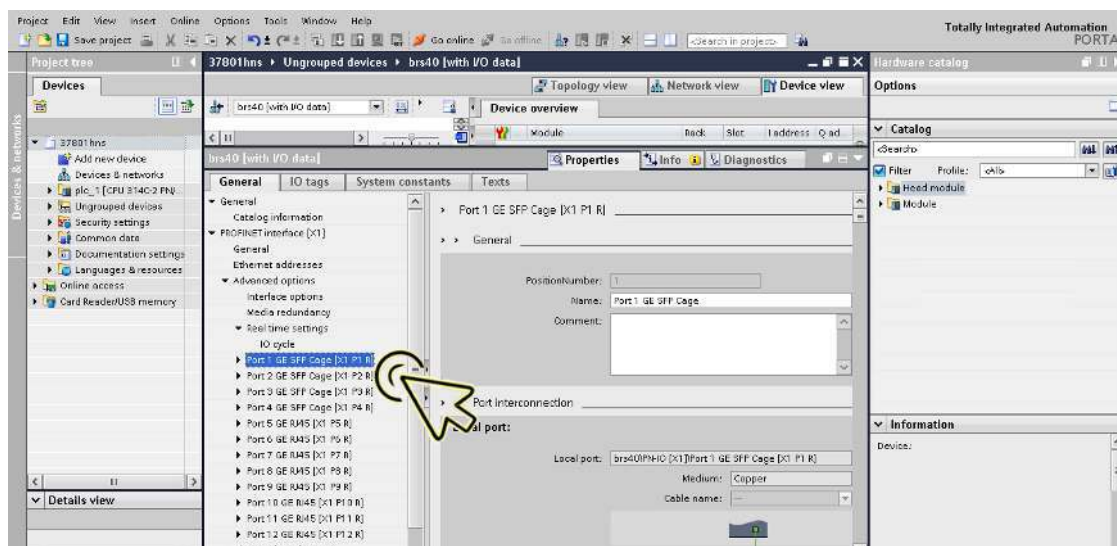 Project Edit View Insert Online Options Tools Window Help
Totally Integrated Automation
PORTA
Save project
Go online
Go offline
<Search in project>
Project tree
37801hns ▸ Ungrouped devices ▸ brs40 [with I/O data]
Hardware catalog
Devices
Topology view
Network view
Device view
Options
brs40 [with I/O data]
Device overview
Module Rack Slot I address Q ad
Catalog
<Search>
Filter
Profile:
<All>
Head module
Module
Devices & networks
37801hns
Add new device
Devices & networks
plc_1 [CPU 314C-2 PN/
Ungrouped devices
Security settings
Common data
Documentation settings
Languages & resources
Online access
Card Reader/USB memory
brs40 [with I/O data]
Properties
Info
Diagnostics
General
IO tags
System constants
Texts
General
Catalog information
PROFINET interface [X1]
General
Ethernet addresses
Advanced options
Interface options
Media redundancy
Real time settings
IO cycle
Port 1 GE SFP Cage [X1 P1 R]
Port 2 GE SFP Cage [X1 P2 R]
Port 3 GE SFP Cage [X1 P3 R]
Port 4 GE SFP Cage [X1 P4 R]
Port 5 GE RJ45 [X1 P5 R]
Port 6 GE RJ45 [X1 P6 R]
Port 7 GE RJ45 [X1 P7 R]
Port 8 GE RJ45 [X1 P8 R]
Port 9 GE RJ45 [X1 P9 R]
Port 10 GE RJ45 [X1 P10 R]
Port 11 GE RJ45 [X1 P11 R]
Port 12 GE RJ45 [X1 P12 R]
Port 1 GE SFP Cage [X1 P1 R]
General
PositionNumber: 1
Name: Port 1 GE SFP Cage
Comment:
Port interconnection
al port:
Local port: brs40\PN-IO [X1]\Port 1 GE SFP Cage [X1 P1 R]
Medium: Copper
Cable name: ---
Information
Device:
Details view